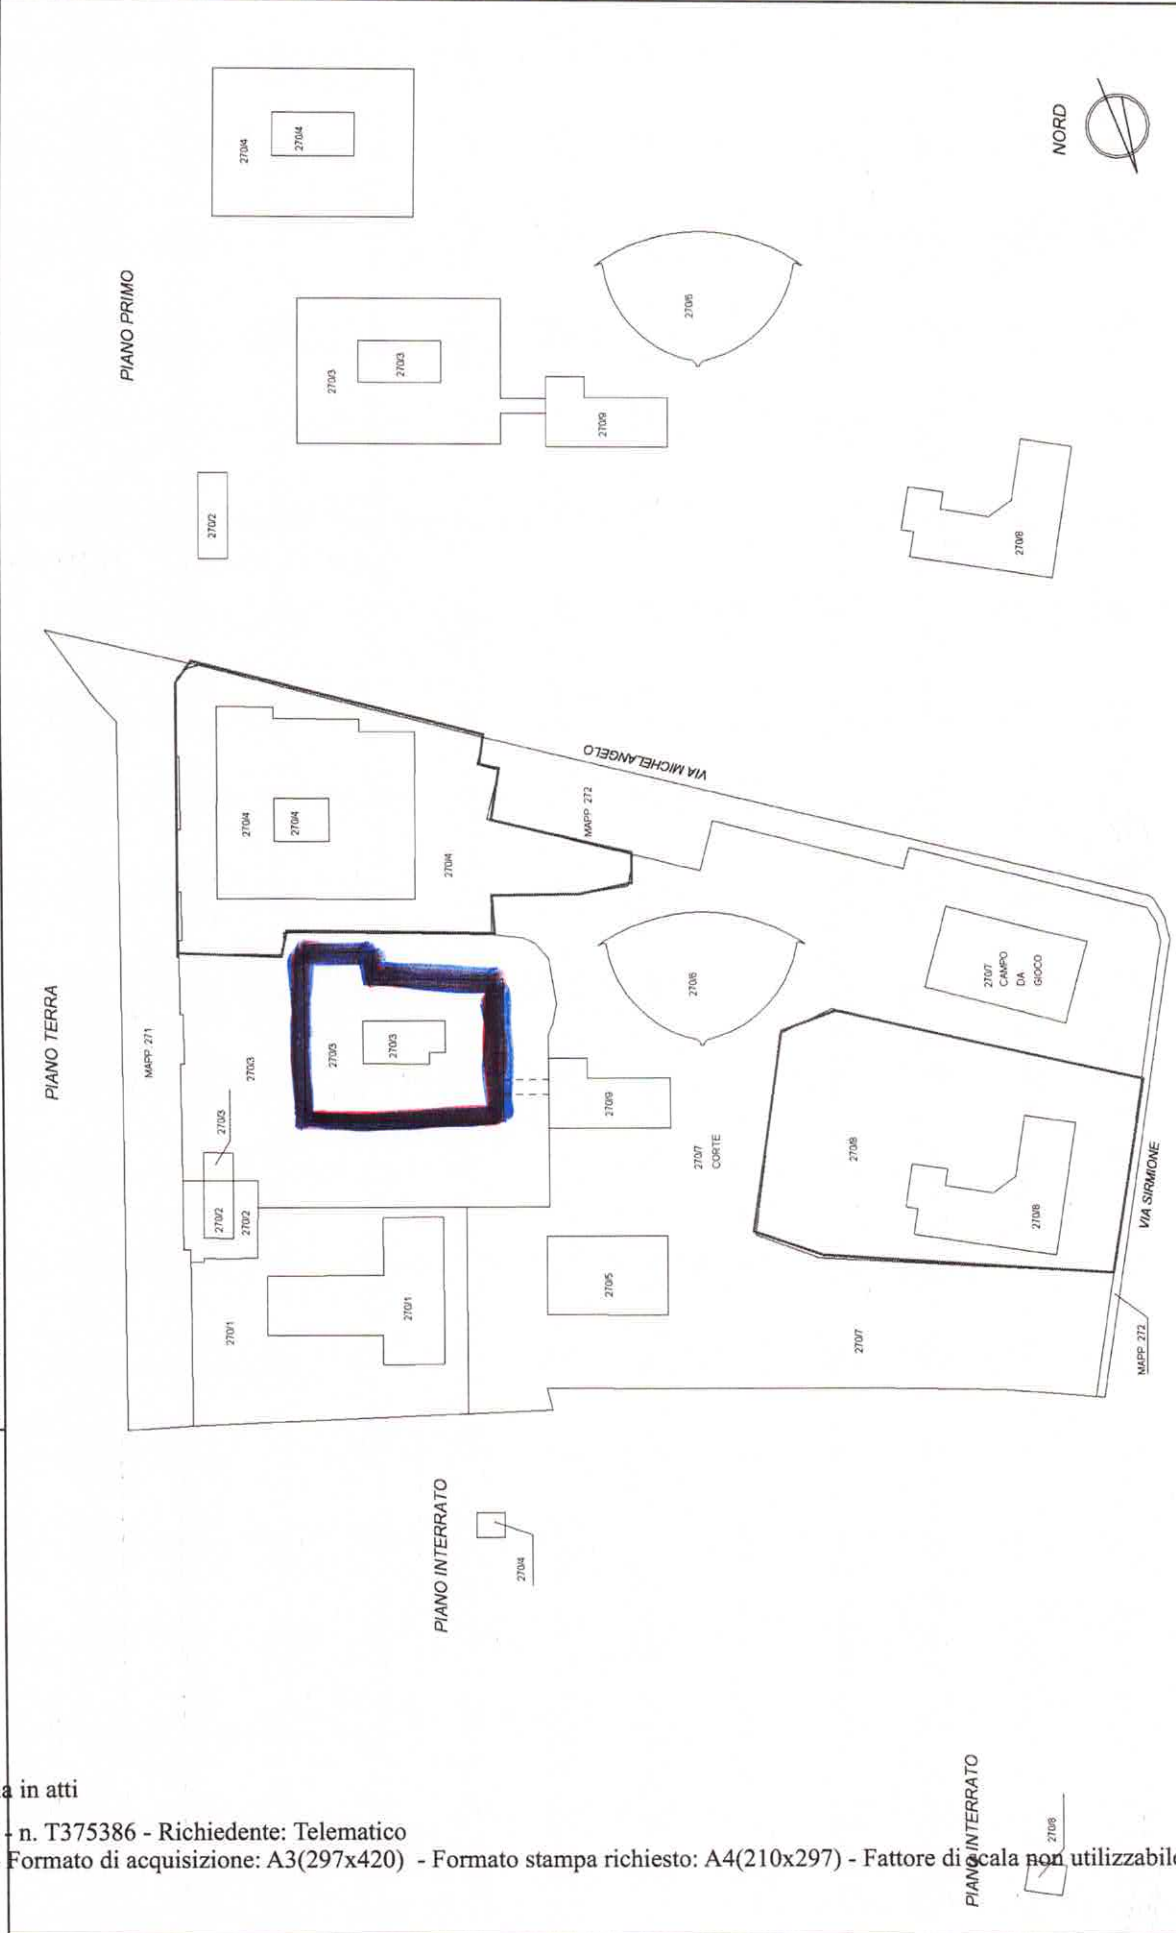 PIANO PRIMO
270/4
270/4
NORD
270/3
270/3
270/6
270/9
270/2
270/8
PIANO TERRA
MAPP. 271
270/4
270/4
270/4
VIA MICHELANGELO
MAPP. 272
270/3
270/3
270/3
270/3
270/6
270/7
CAMPO
DA
GIOCO
270/9
270/7
CORTE
270/2
270/2
270/8
270/8
VIA SIRMIONE
270/1
270/1
270/5
270/7
MAPP. 272
PIANO INTERRATO
270/4
PIANO INTERRATO
270/8
a in atti
n. T375386 - Richiedente: Telematico
Formato di acquisizione: A3(297x420) - Formato stampa richiesto: A4(210x297) - Fattore di scala non utilizzabile